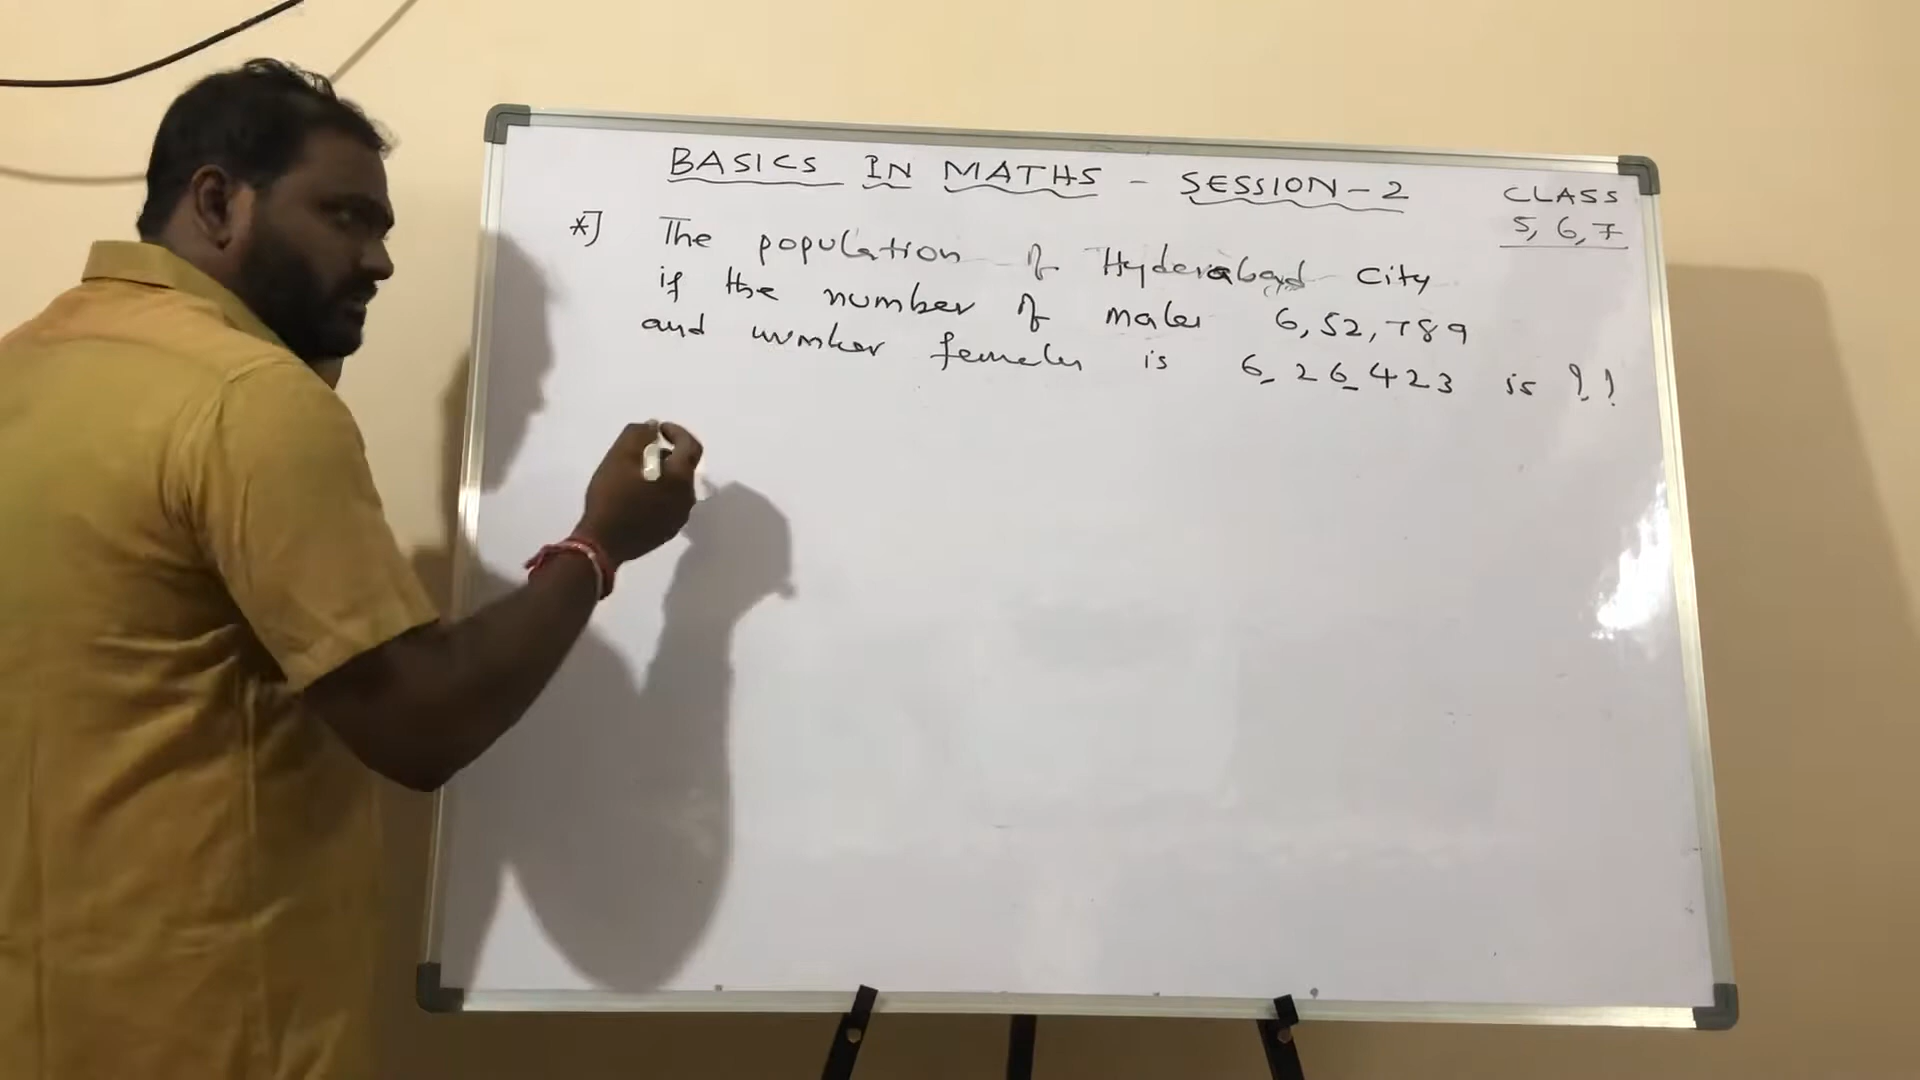 BASICS IN MATHS - SESSION-2
CLASS
5, 6, 7
*] The population of Hyderabad City
if the number of males 6,52,789
and number females is 6,26,423 is ??